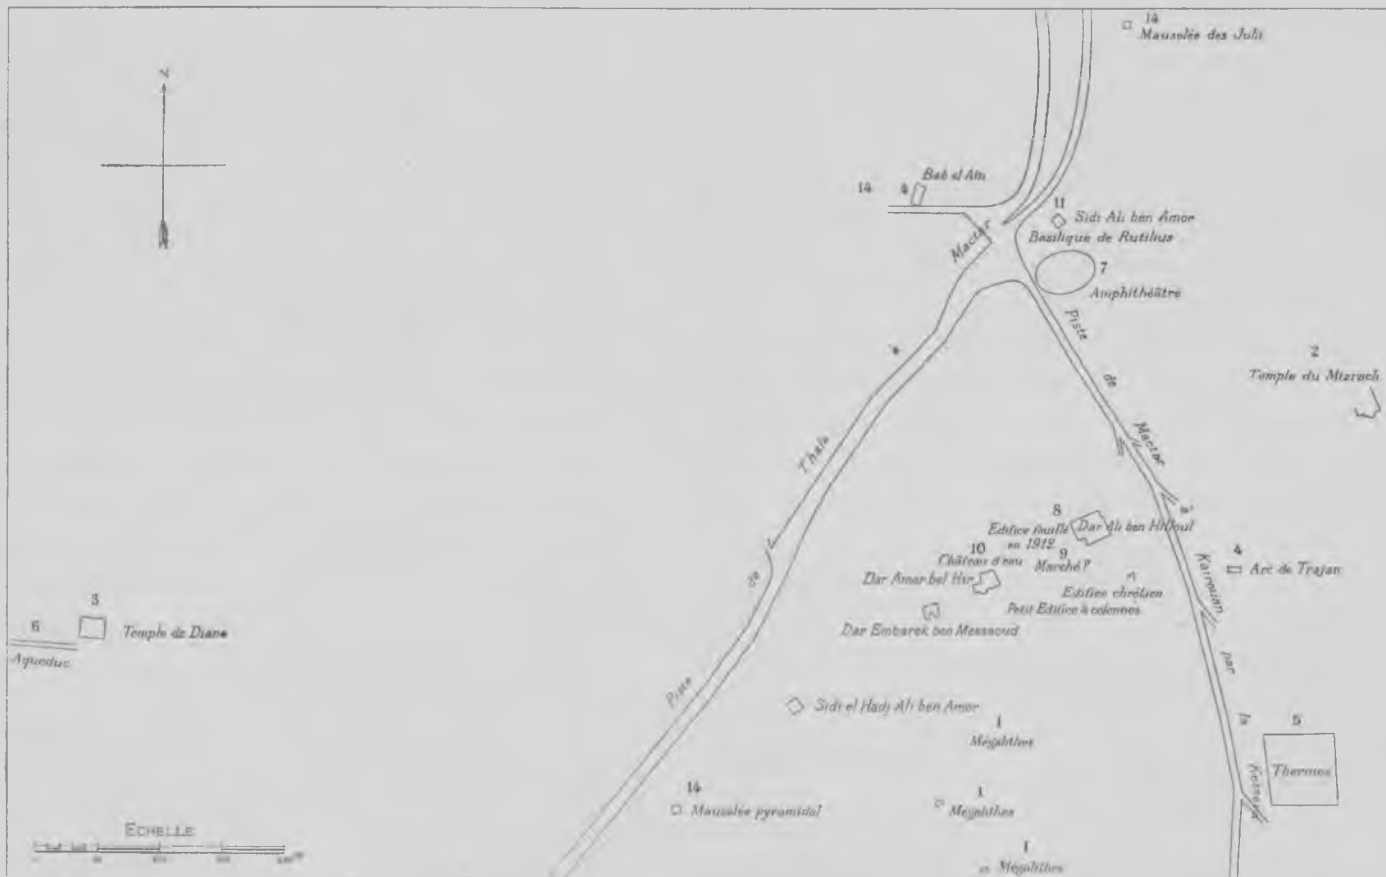 14
Mausolée des Julii
14
4
Bab el Aïn
11
Sidi Ali ben Amor
Basilique de Rutilius
7
Amphithéâtre
2
Temple du Mizrach
8
Edifice fouillé
en 1912
Dar Ali ben Hilloul
10
Château d'eau
9
Marché ?
Dar Amor bel Hir
Edifice chrétien
Petit Edifice à colonnes
Dar Embarek ben Messaoud
4
Arc de Trajan
3
Temple de Diane
6
Aqueduc
Sidi el Hadj Ali ben Amor
1
Mégalithes
5
Thermes
14
Mausolée pyramidal
1
Mégalithes
1
Mégalithes
Piste de Thala à Mactar
Piste de Mactar à Kairouan par la Kessera
ECHELLE